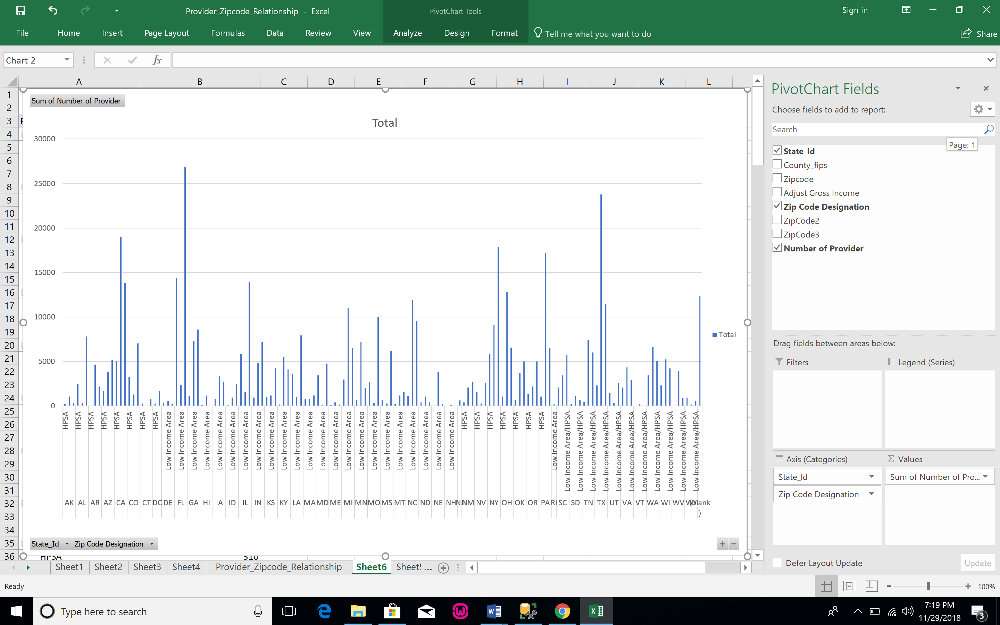 Provider_Zipcode_Relationship - Excel
PivotChart Tools
Sign in
File Home Insert Page Layout Formulas Data Review View Analyze Design Format Tell me what you want to do Share
Chart 2 fx
A B C D E F G H I J K L
1
2
3
4
5
6
7
8
9
10
11
12
13
14
15
16
17
18
19
20
21
22
23
24
25
26
27
28
29
30
31
32
33
34
35
36
Sum of Number of Provider
Total
30000
25000
20000
15000
10000
5000
0
Total
HPSA HPSA HPSA HPSA HPSA HPSA HPSA HPSA Low Income Area Low Income Area Low Income Area Low Income Area Low Income Area Low Income Area Low Income Area Low Income Area Low Income Area Low Income Area Low Income Area Low Income Area Low Income Area Low Income Area Low Income Area Low Income Area Low Income Area Low Income Area Low Income Area Low Income Area Low Income Area Low Income Area Low Income Area HPSA HPSA HPSA HPSA HPSA HPSA HPSA Low Income Area Low Income Area/HPSA Low Income Area/HPSA Low Income Area/HPSA Low Income Area/HPSA Low Income Area/HPSA Low Income Area/HPSA Low Income Area/HPSA Low Income Area/HPSA Low Income Area/HPSA Low Income Area/HPSA Low Income Area/HPSA
AK AL AR AZ CA CO CT DC DE FL GA HI IA ID IL IN KS KY LA MA MD ME MI MN MO MS MT NC ND NE NH NJ NM NV NY OH OK OR PA RI SC SD TN TX UT VA VT WA WI WV WY (blank
)
State_Id Zip Code Designation
+ −
HPSA 310
PivotChart Fields
Choose fields to add to report:
Search
Page: 1
State_Id
County_fips
Zipcode
Adjust Gross Income
Zip Code Designation
ZipCode2
ZipCode3
Number of Provider
Drag fields between areas below:
Filters
Legend (Series)
Axis (Categories)
State_Id
Zip Code Designation
Σ Values
Sum of Number of Pro...
Defer Layout Update
Update
Sheet1 Sheet2 Sheet3 Sheet4 Provider_Zipcode_Relationship Sheet6 Sheet! ...
Ready
100%
Type here to search
7:19 PM
11/29/2018
3